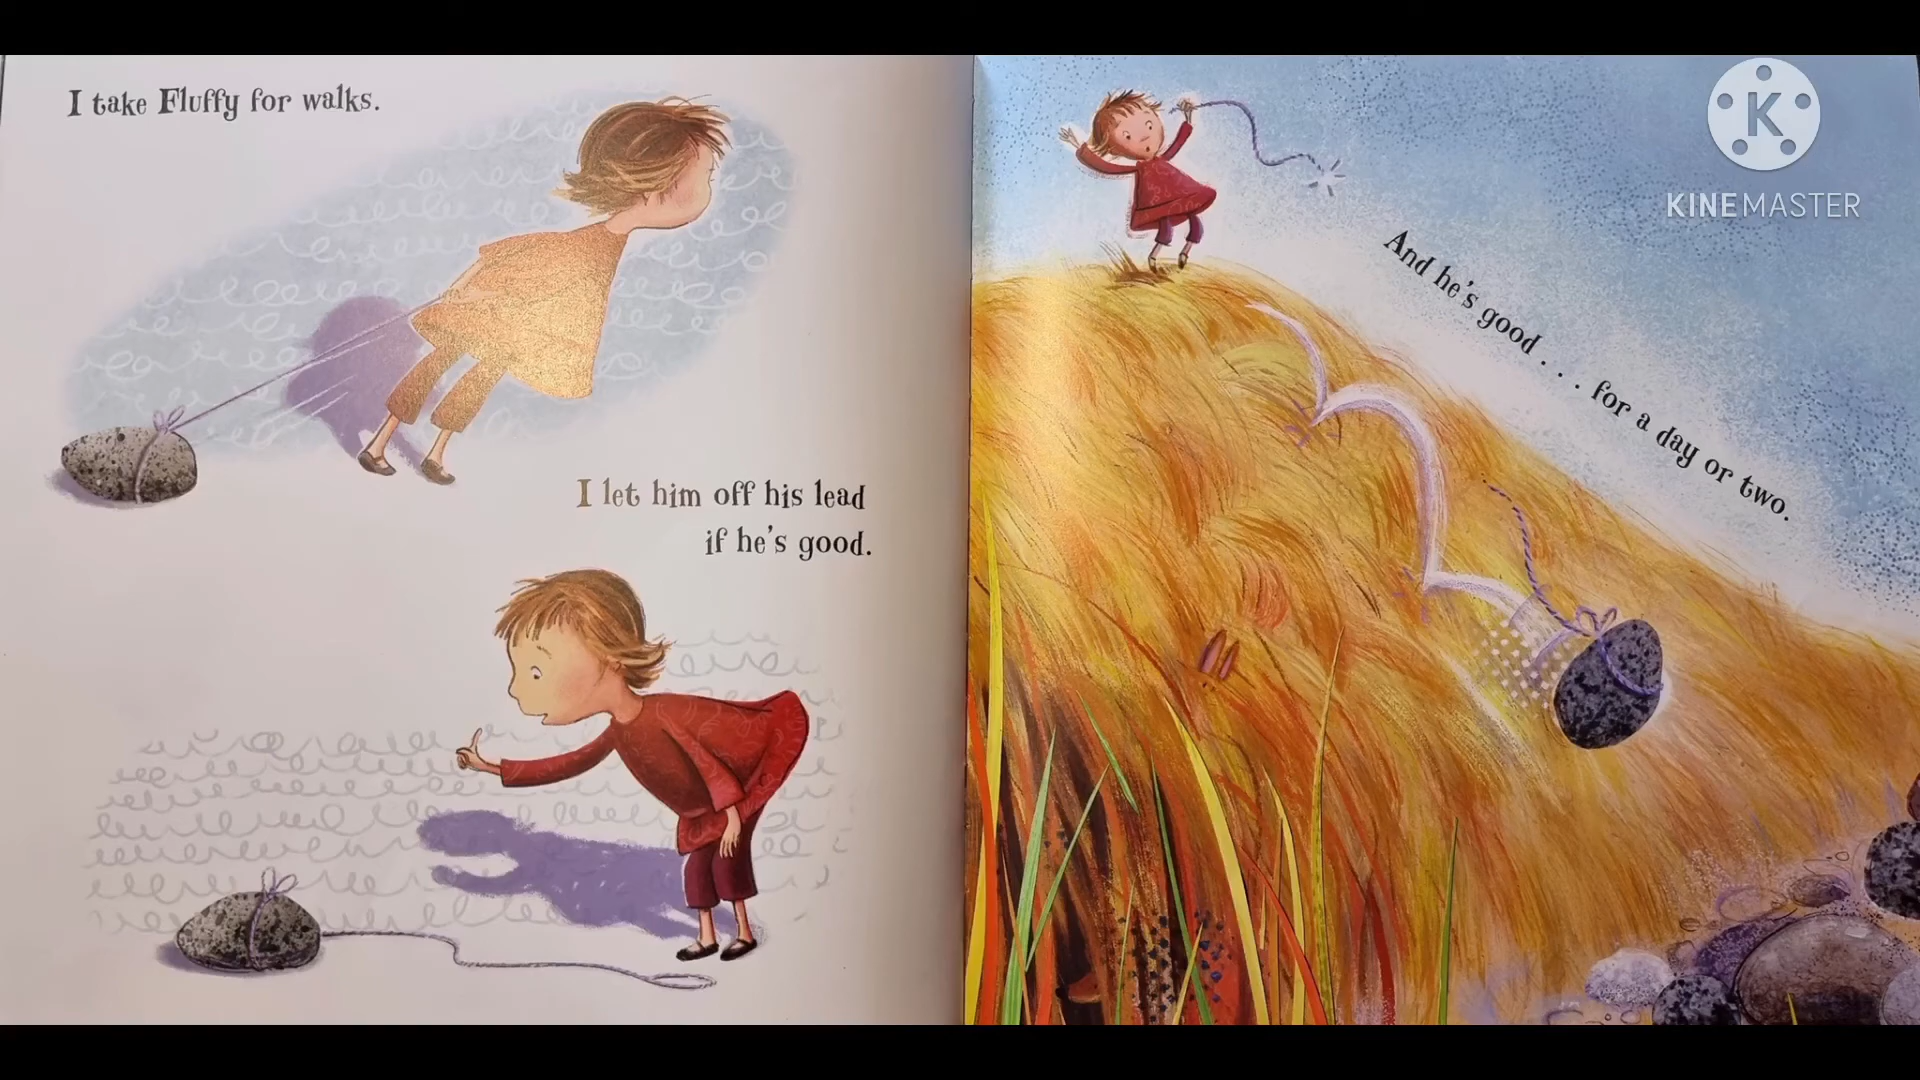 I take Fluffy for walks.
I let him off his lead
if he's good.
And he's good . . . for a day or two.
K
KINEMASTER